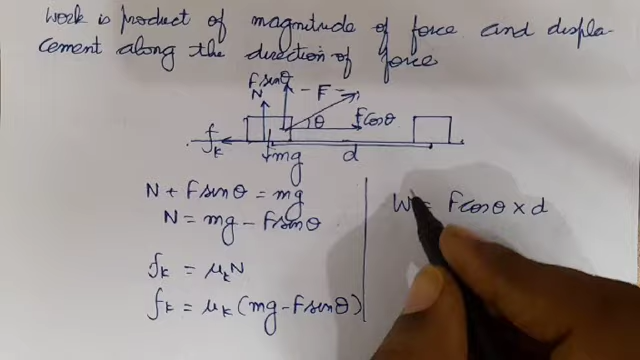 Work is product of magnitude of force and displa-
cement along the direction of force
Fsinθ
N
F
θ
Fcosθ
fk
mg
d
N + Fsinθ = mg
N = mg - Fsinθ
fk = μkN
fk = μk (mg - Fsinθ)
W = Fcosθ × d